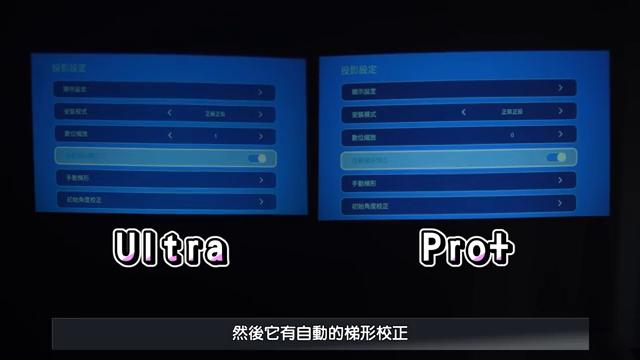 投影設定
顯示設定
安裝模式 正裝正投
數位縮放 1
手動梯形
初始角度校正
投影設定
顯示設定
安裝模式 正裝正投
數位縮放 0
手動梯形
初始角度校正
Ultra
Pro+
然後它有自動的梯形校正